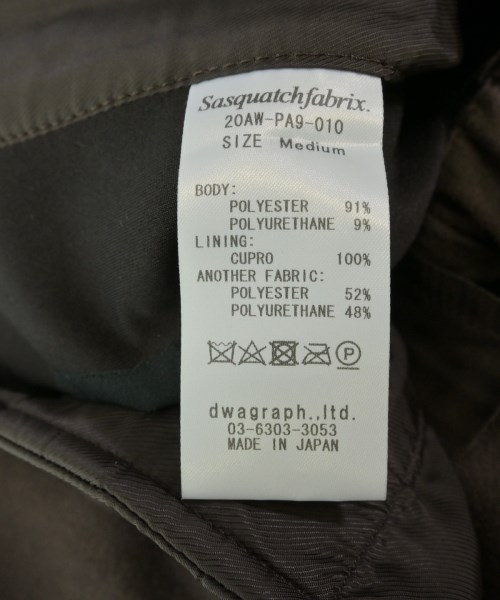 Sasquatchfabrix.
20AW-PA9-010
SIZE Medium
BODY:
POLYESTER 91%
POLYURETHANE 9%
LINING:
CUPRO 100%
ANOTHER FABRIC:
POLYESTER 52%
POLYURETHANE 48%
P
dwagraph.,ltd.
03-6303-3053
MADE IN JAPAN